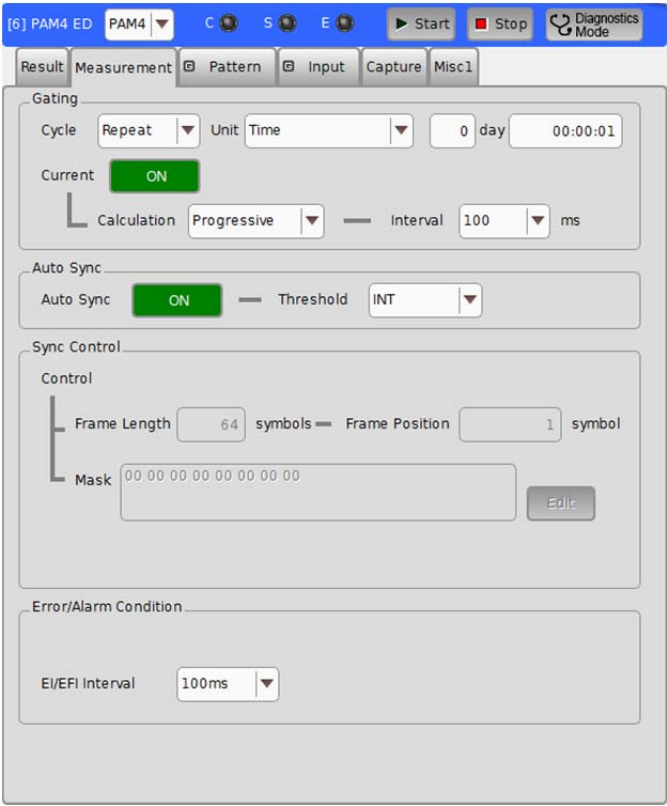 [6] PAM4 ED PAM4 C S E Start Stop Diagnostics Mode
Result Measurement C Pattern C Input Capture Misc1
Gating
Cycle Repeat Unit Time 0 day 00:00:01
Current ON
Calculation Progressive Interval 100 ms
Auto Sync
Auto Sync ON Threshold INT
Sync Control
Control
Frame Length 64 symbols Frame Position 1 symbol
Mask 00 00 00 00 00 00 00 00
Edit
Error/Alarm Condition
EI/EFI Interval 100ms